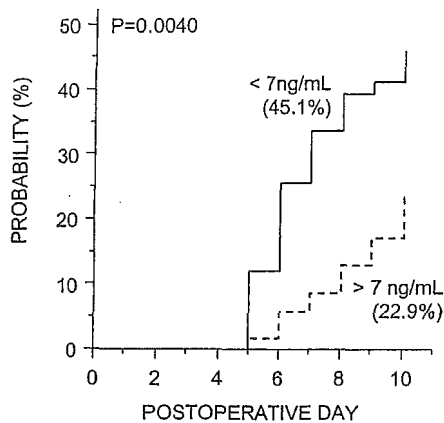 P=0.0040
< 7ng/mL
(45.1%)
> 7 ng/mL
(22.9%)
PROBABILITY (%)
50
40
30
20
10
0
0 2 4 6 8 10
POSTOPERATIVE DAY